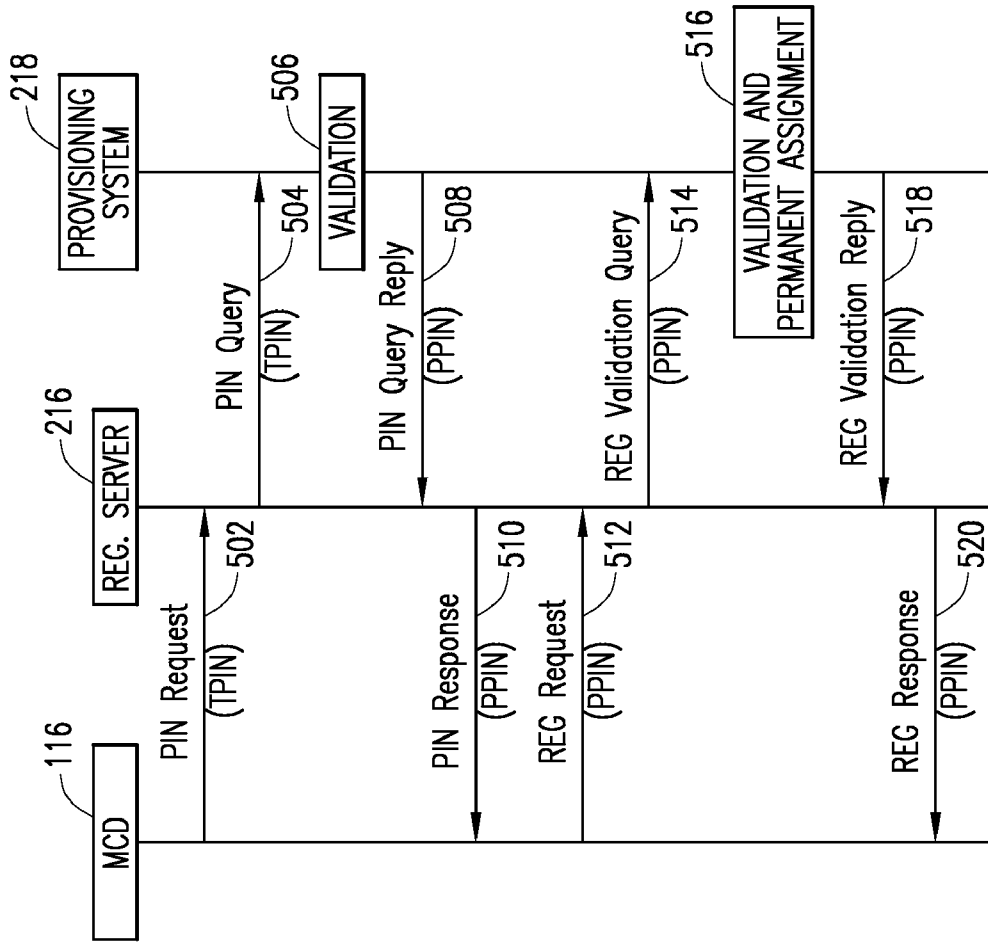 116
MCD
216
REG. SERVER
218
PROVISIONING
SYSTEM
PIN Request
(TPIN)
502
PIN Query
(TPIN)
504
506
VALIDATION
PIN Query Reply
(PPIN)
508
PIN Response
(PPIN)
510
REG Request
(PPIN)
512
REG Validation Query
(PPIN)
514
516
VALIDATION AND
PERMANENT ASSIGNMENT
REG Validation Reply
(PPIN)
518
REG Response
(PPIN)
520